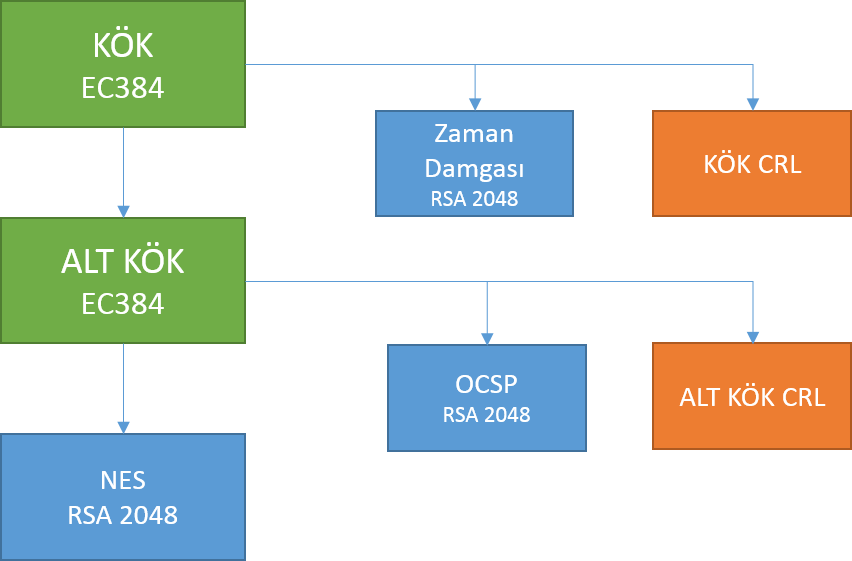 KÖK
EC384
Zaman
Damgası
RSA 2048
KÖK CRL
ALT KÖK
EC384
OCSP
RSA 2048
ALT KÖK CRL
NES
RSA 2048